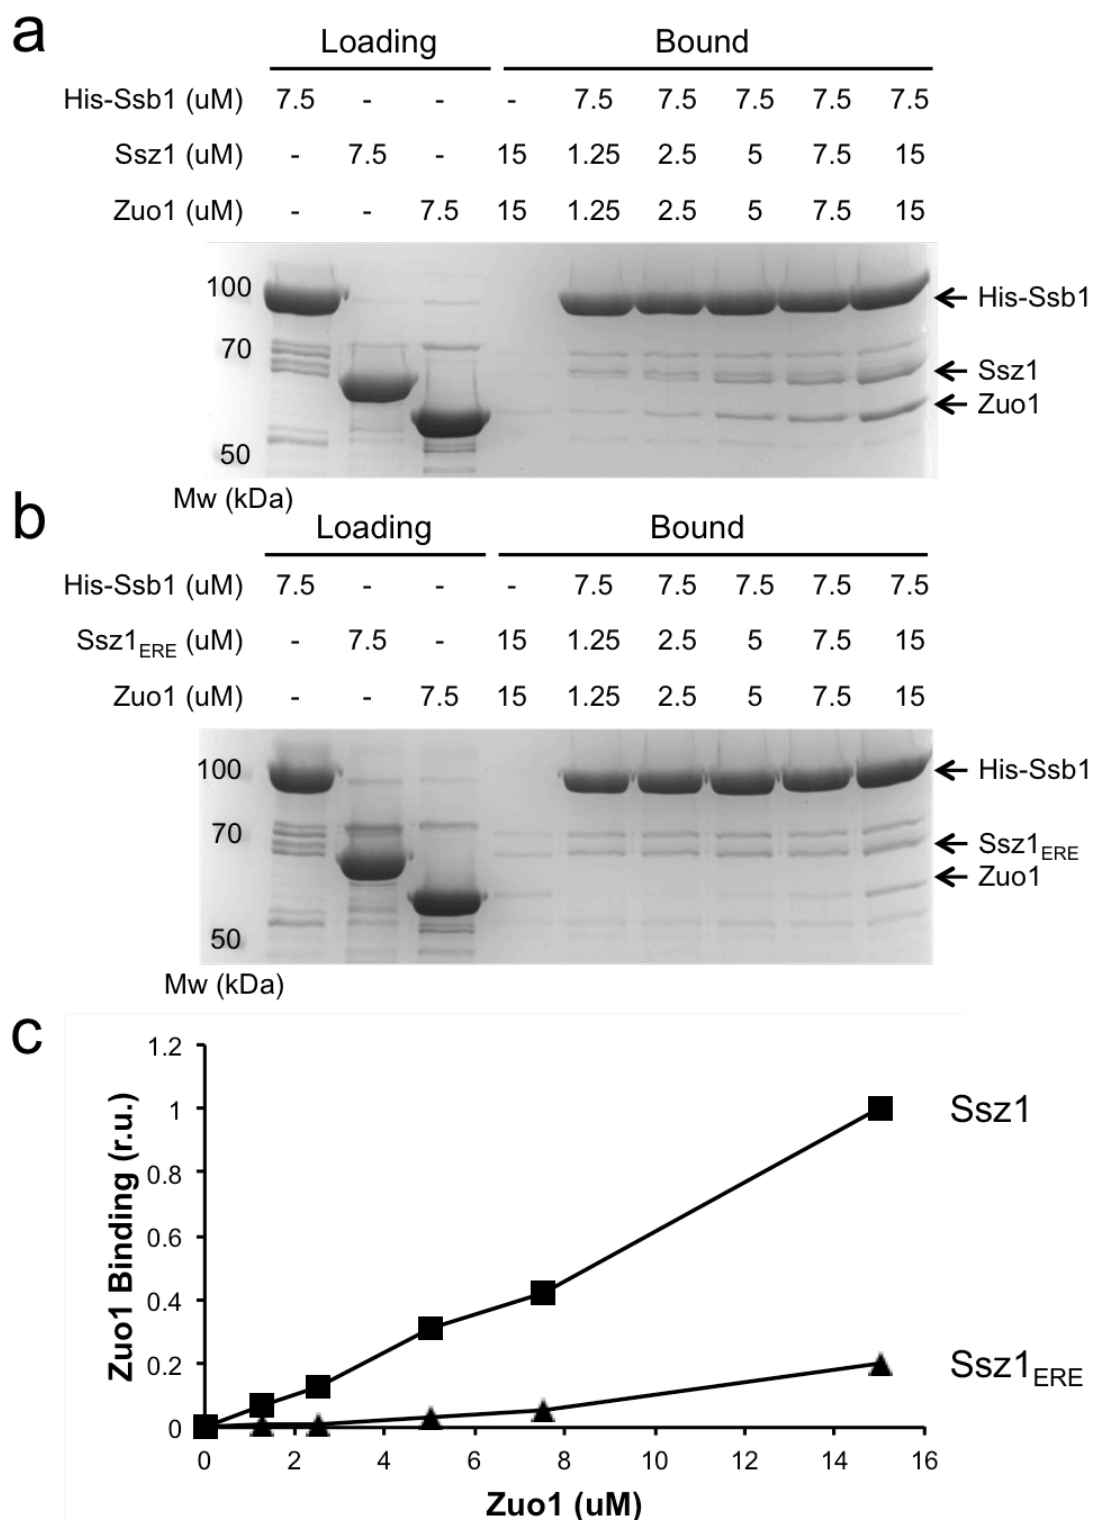 a
Loading Bound
His-Ssb1 (uM) 7.5 - - - 7.5 7.5 7.5 7.5 7.5
Ssz1 (uM) - 7.5 - 15 1.25 2.5 5 7.5 15
Zuo1 (uM) - - 7.5 15 1.25 2.5 5 7.5 15
100
His-Ssb1
70
Ssz1
Zuo1
50
Mw (kDa)
b
Loading Bound
His-Ssb1 (uM) 7.5 - - - 7.5 7.5 7.5 7.5 7.5
Ssz1ERE (uM) - 7.5 - 15 1.25 2.5 5 7.5 15
Zuo1 (uM) - - 7.5 15 1.25 2.5 5 7.5 15
100
His-Ssb1
70
Ssz1ERE
Zuo1
50
Mw (kDa)
c
Zuo1 Binding (r.u.)
1.2
1
0.8
0.6
0.4
0.2
0
Ssz1
Ssz1ERE
0 2 4 6 8 10 12 14 16
Zuo1 (uM)